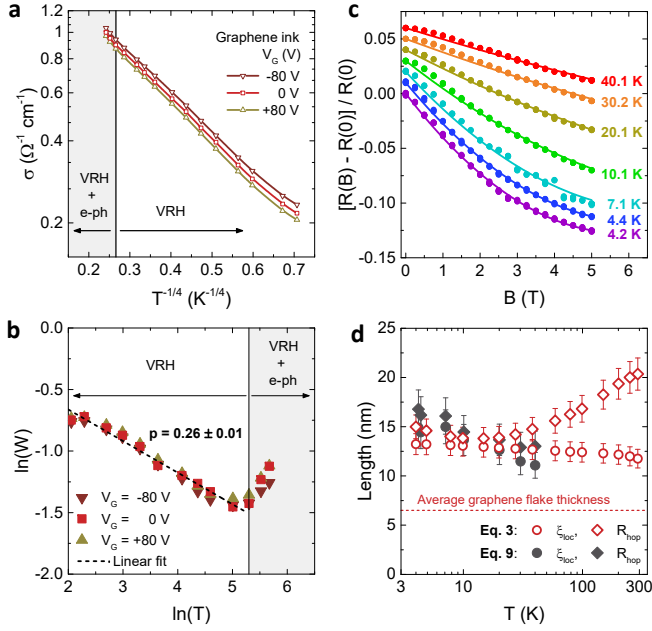 a
Graphene ink
V_G (V)
-80 V
0 V
+80 V
VRH
+
e-ph
VRH
1.2
1.0
0.8
0.6
0.4
0.2
0.2 0.3 0.4 0.5 0.6 0.7
σ (Ω⁻¹ cm⁻¹)
T⁻¹/⁴ (K⁻¹/⁴)
b
VRH
VRH
+
e-ph
p = 0.26 ± 0.01
V_G = -80 V
V_G = 0 V
V_G = +80 V
Linear fit
0.0
-0.5
-1.0
-1.5
-2.0
2 3 4 5 6
ln(W)
ln(T)
c
0.05
0.00
-0.05
-0.10
-0.15
40.1 K
30.2 K
20.1 K
10.1 K
7.1 K
4.4 K
4.2 K
0 1 2 3 4 5 6
[R(B) - R(0)] / R(0)
B (T)
d
25
20
15
10
5
0
Average graphene flake thickness
Eq. 3: ξ_loc, R_hop
Eq. 9: ξ_loc, R_hop
3 10 100 300
Length (nm)
T (K)